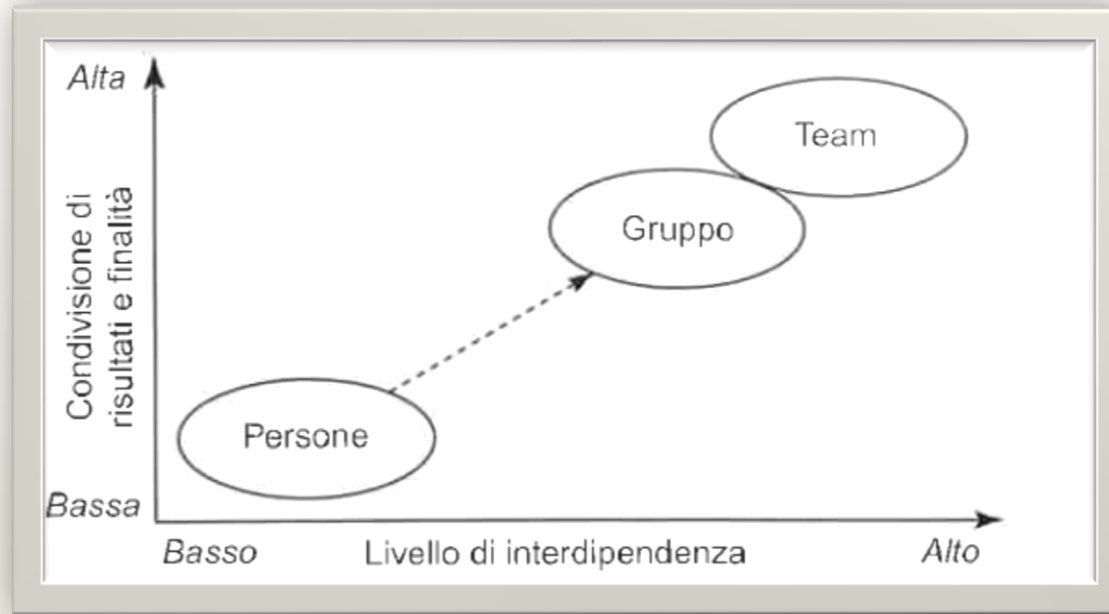 Alta
Team
Condivisione di
risultati e finalità
Gruppo
Persone
Bassa
Basso
Livello di interdipendenza
Alto